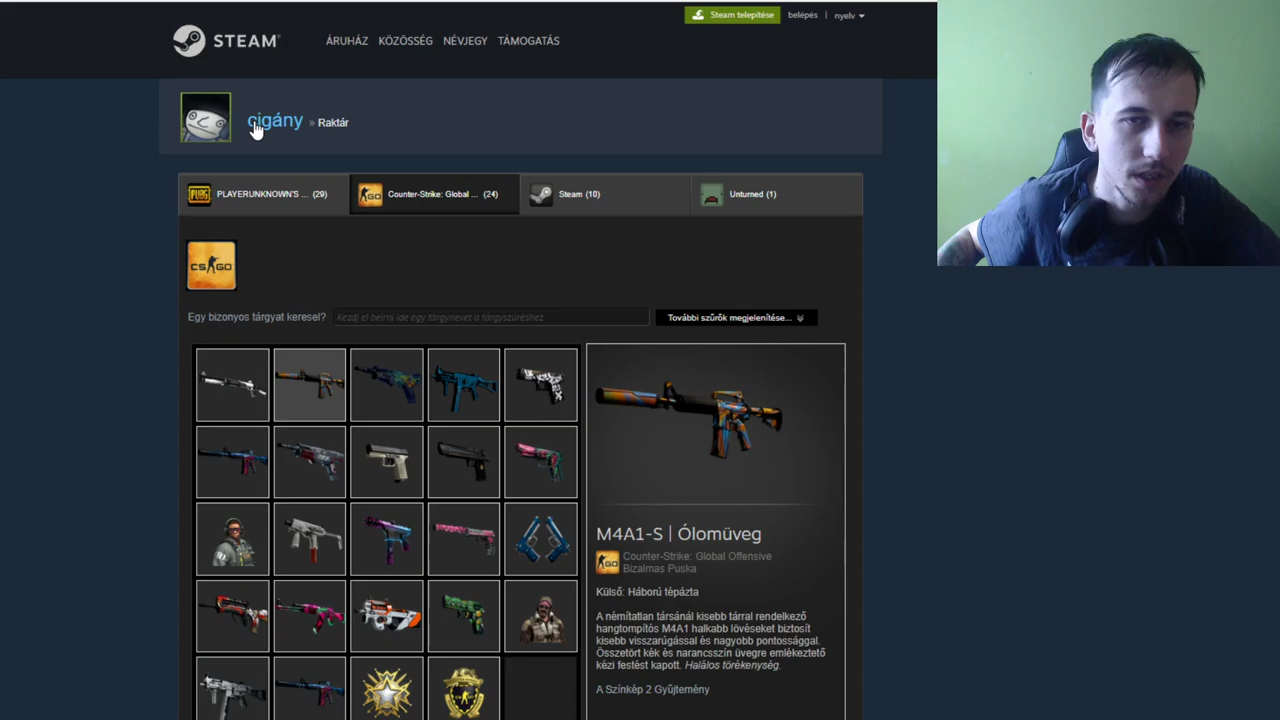 Steam telepítése
belépés | nyelv
STEAM®
ÁRUHÁZ KÖZÖSSÉG NÉVJEGY TÁMOGATÁS
cigány » Raktár
PUBG PLAYERUNKNOWN'S ... (29)
GO Counter-Strike: Global ... (24)
Steam (10)
Unturned (1)
CS GO
Egy bizonyos tárgyat keresel?
Kezdj el beírni ide egy tárgynevet a tárgyszűréshez
További szűrők megjelenítése...
M4A1-S | Ólomüveg
GO Counter-Strike: Global Offensive
Bizalmas Puska
Külső: Háború tépázta
A némítatlan társánál kisebb tárral rendelkező
hangtompítós M4A1 halkabb lövéseket biztosít
kisebb visszarúgással és nagyobb pontossággal.
Összetört kék és narancsszín üvegre emlékeztető
kézi festést kapott. Halálos törékenység.
A Színkép 2 Gyűjtemény